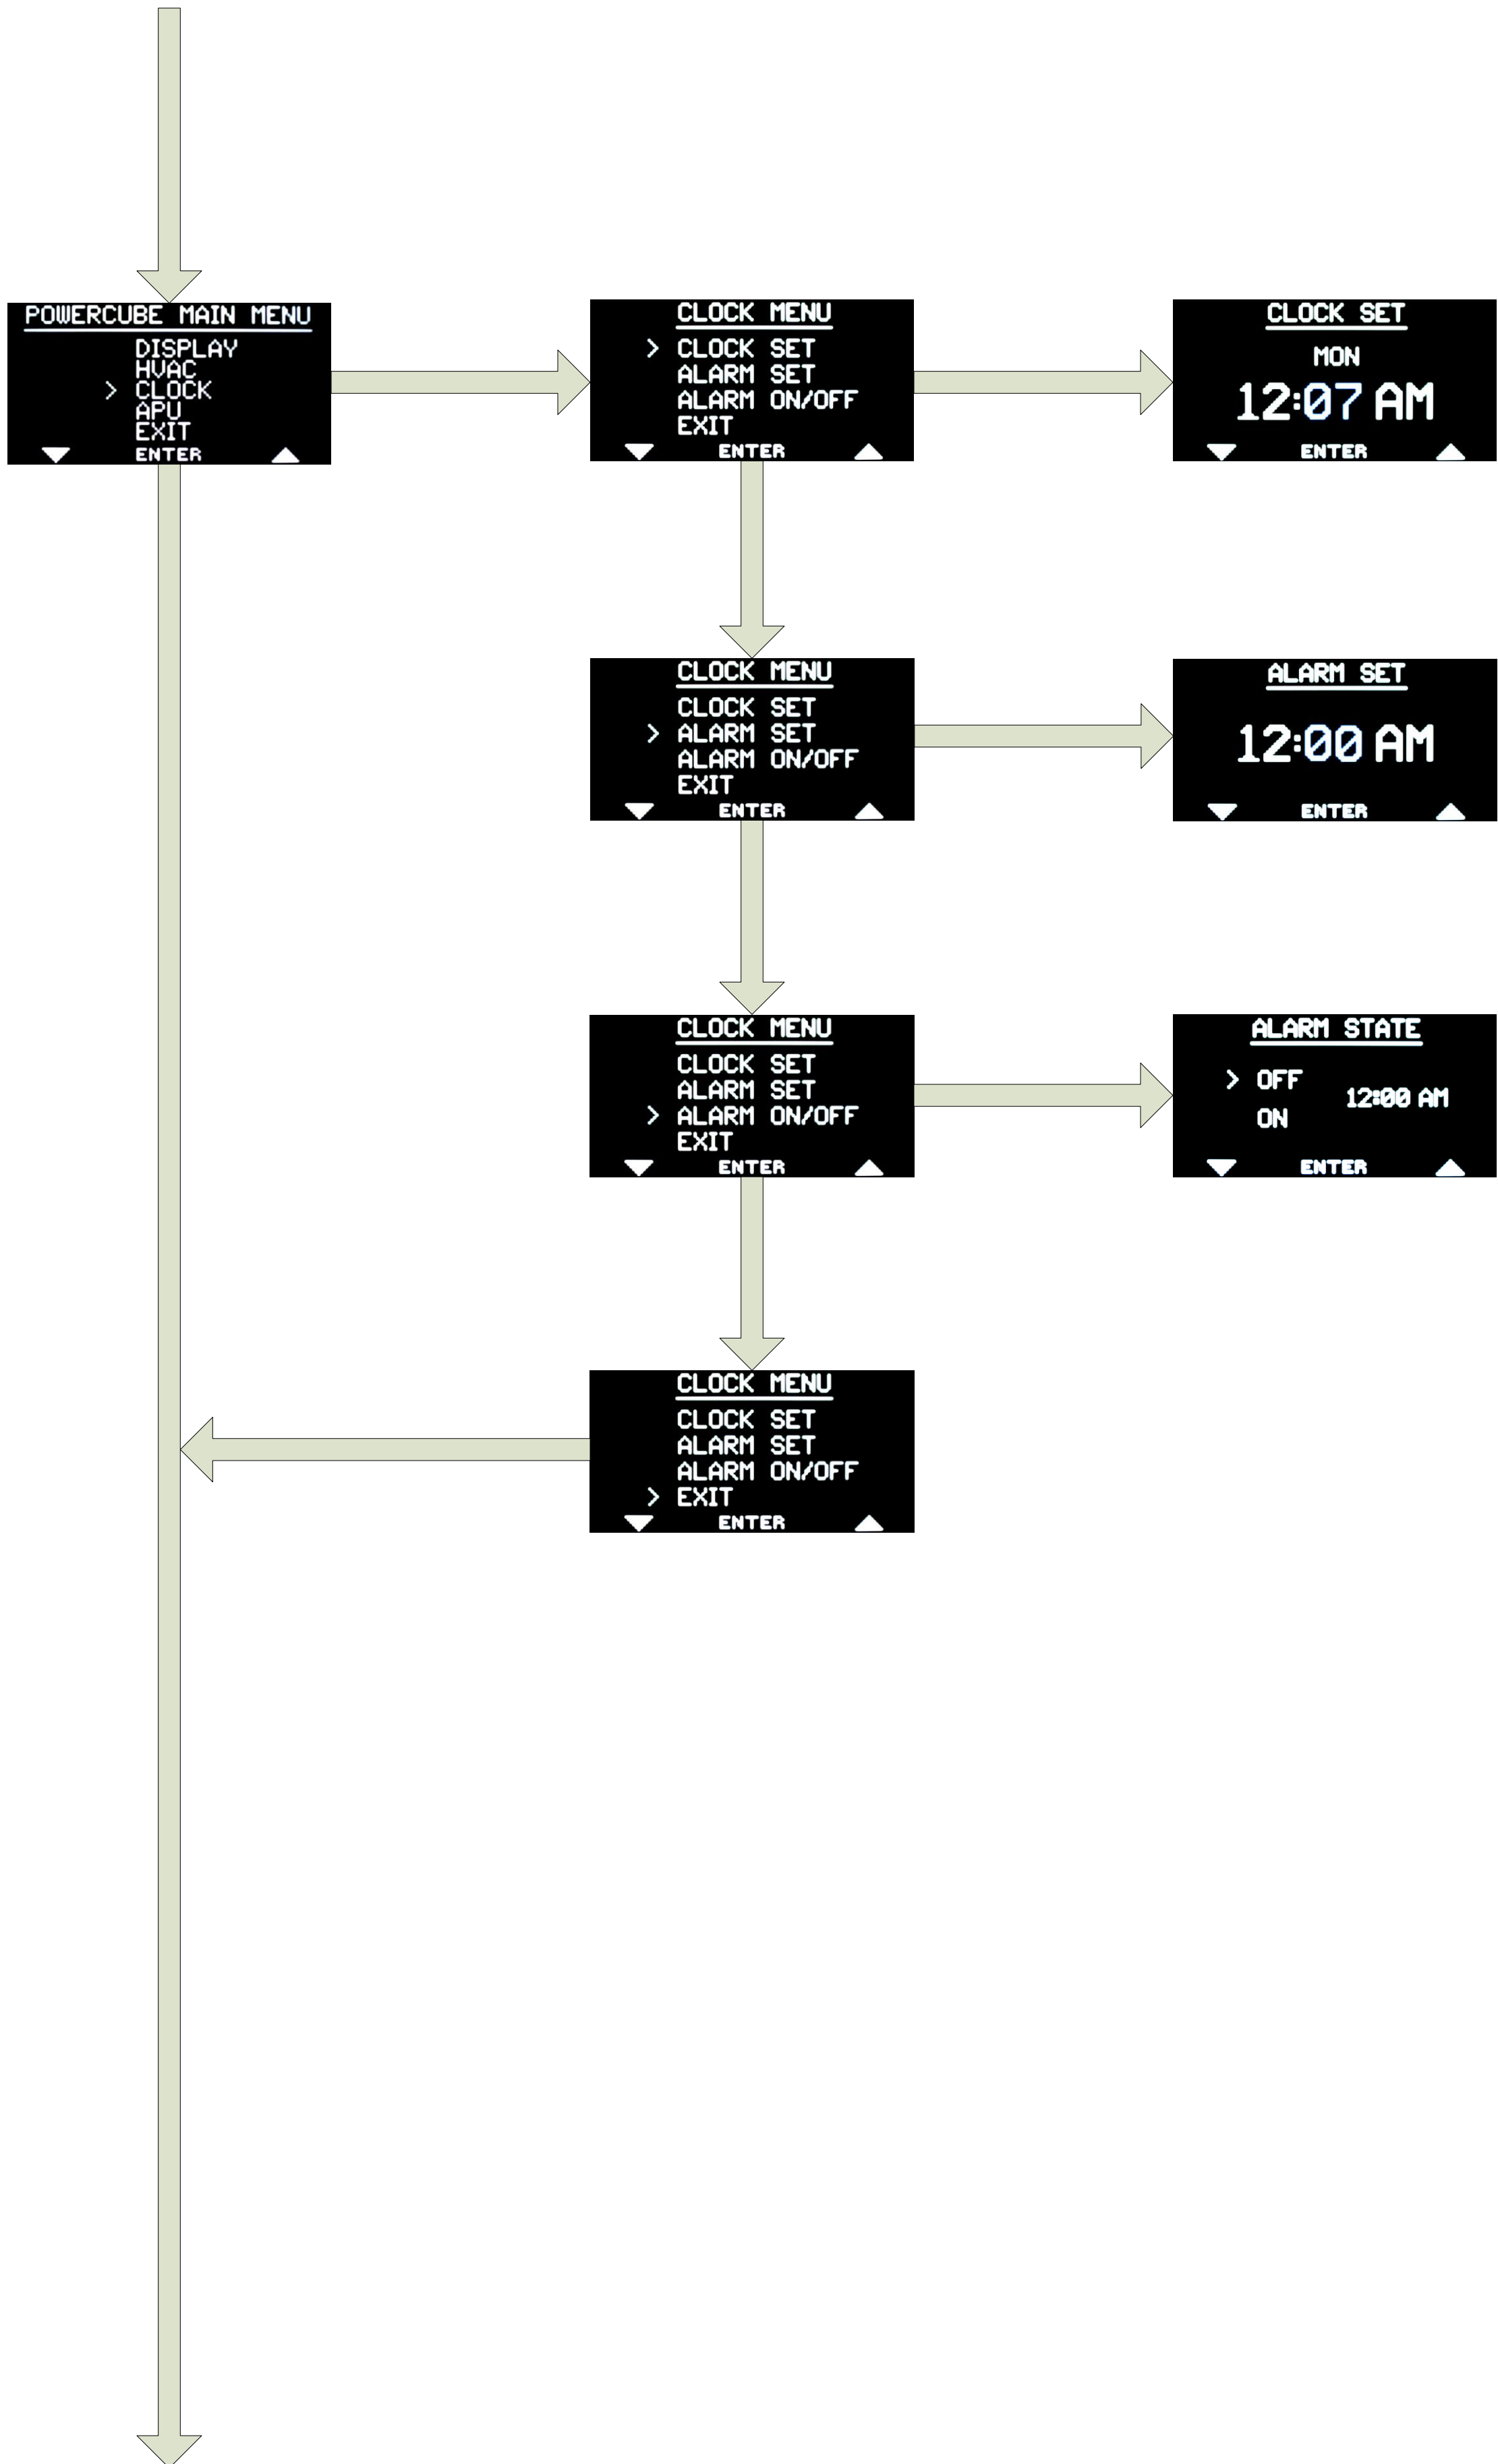 POWERCUBE MAIN MENU
DISPLAY
HVAC
> CLOCK
APU
EXIT
ENTER
CLOCK MENU
> CLOCK SET
ALARM SET
ALARM ON/OFF
EXIT
ENTER
CLOCK SET
MON
12:07 AM
ENTER
CLOCK MENU
CLOCK SET
> ALARM SET
ALARM ON/OFF
EXIT
ENTER
ALARM SET
12:00 AM
ENTER
CLOCK MENU
CLOCK SET
ALARM SET
> ALARM ON/OFF
EXIT
ENTER
ALARM STATE
> OFF
12:00 AM
ON
ENTER
CLOCK MENU
CLOCK SET
ALARM SET
ALARM ON/OFF
> EXIT
ENTER